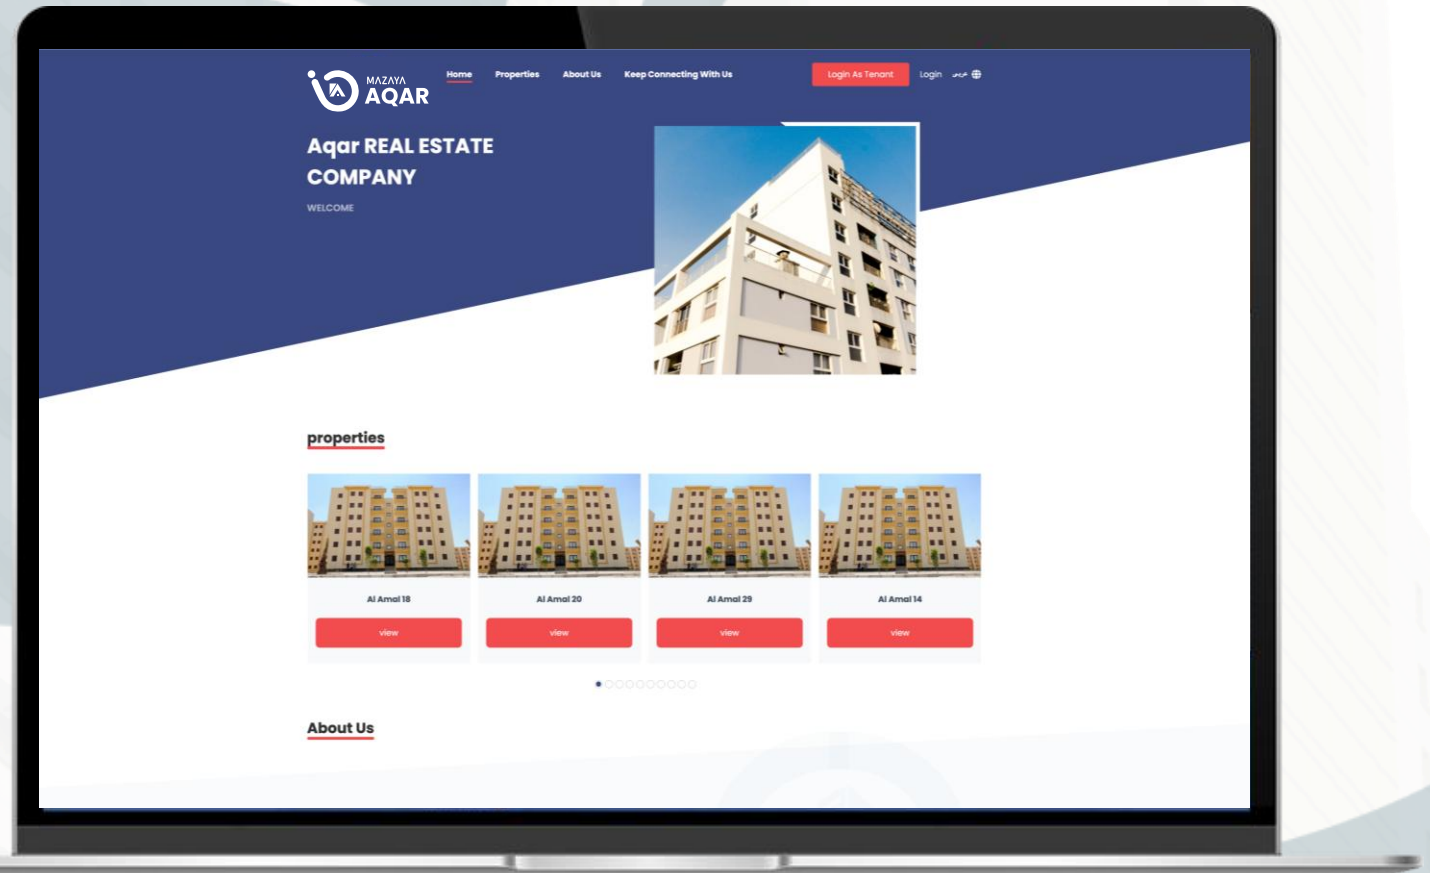 MAZAYA
AQAR
Home Properties About Us Keep Connecting With Us Login As Tenant Login عربى
Aqar REAL ESTATE
COMPANY
WELCOME
properties
Al Amal 18 Al Amal 20 Al Amal 29 Al Amal 14
view view view view
About Us